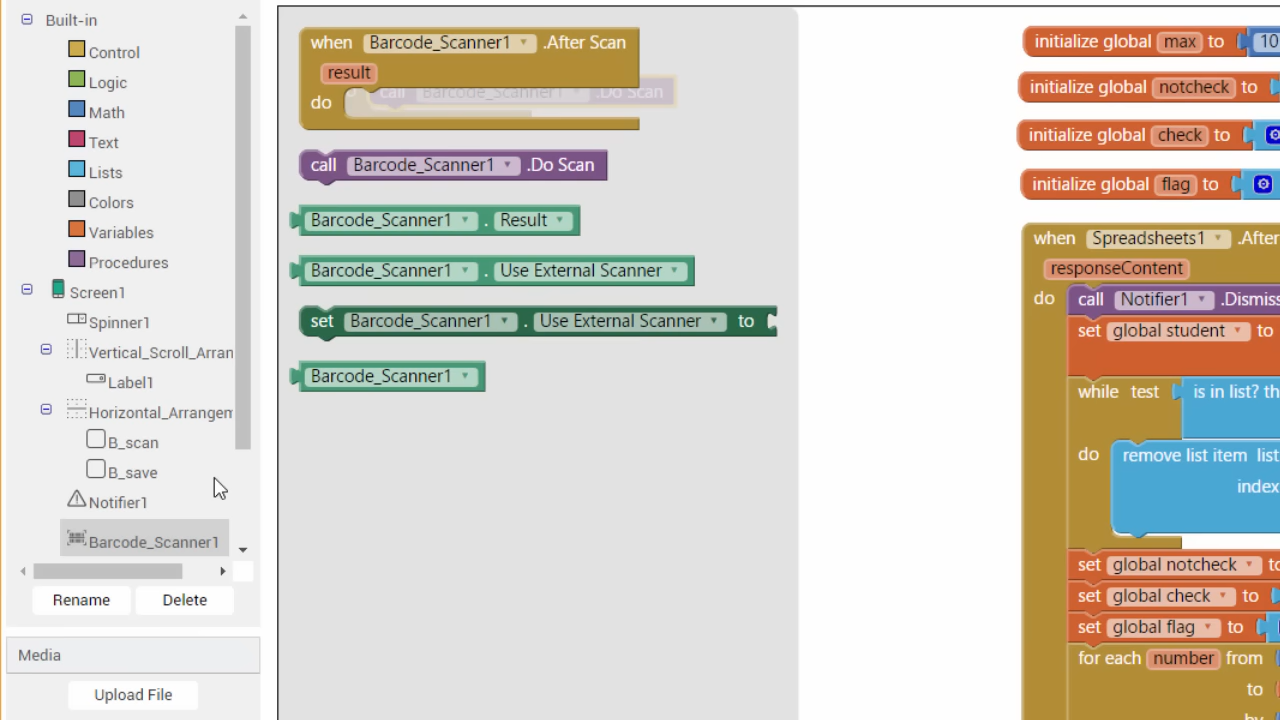 Built-in
Control
Logic
Math
Text
Lists
Colors
Variables
Procedures
Screen1
Spinner1
Vertical_Scroll_Arran
Label1
Horizontal_Arrangem
B_scan
B_save
Notifier1
Barcode_Scanner1
Rename Delete
Media
Upload File
when Barcode_Scanner1 .After Scan
result
do
call Barcode_Scanner1 .Do Scan
call Barcode_Scanner1 .Do Scan
Barcode_Scanner1 . Result
Barcode_Scanner1 . Use External Scanner
set Barcode_Scanner1 . Use External Scanner to
Barcode_Scanner1
initialize global max to 10
initialize global notcheck to
initialize global check to
initialize global flag to
when Spreadsheets1 .After
responseContent
do call Notifier1 .Dismiss
set global student to
while test is in list? th
do remove list item list
index
set global notcheck to
set global check to
set global flag to
for each number from
to
by